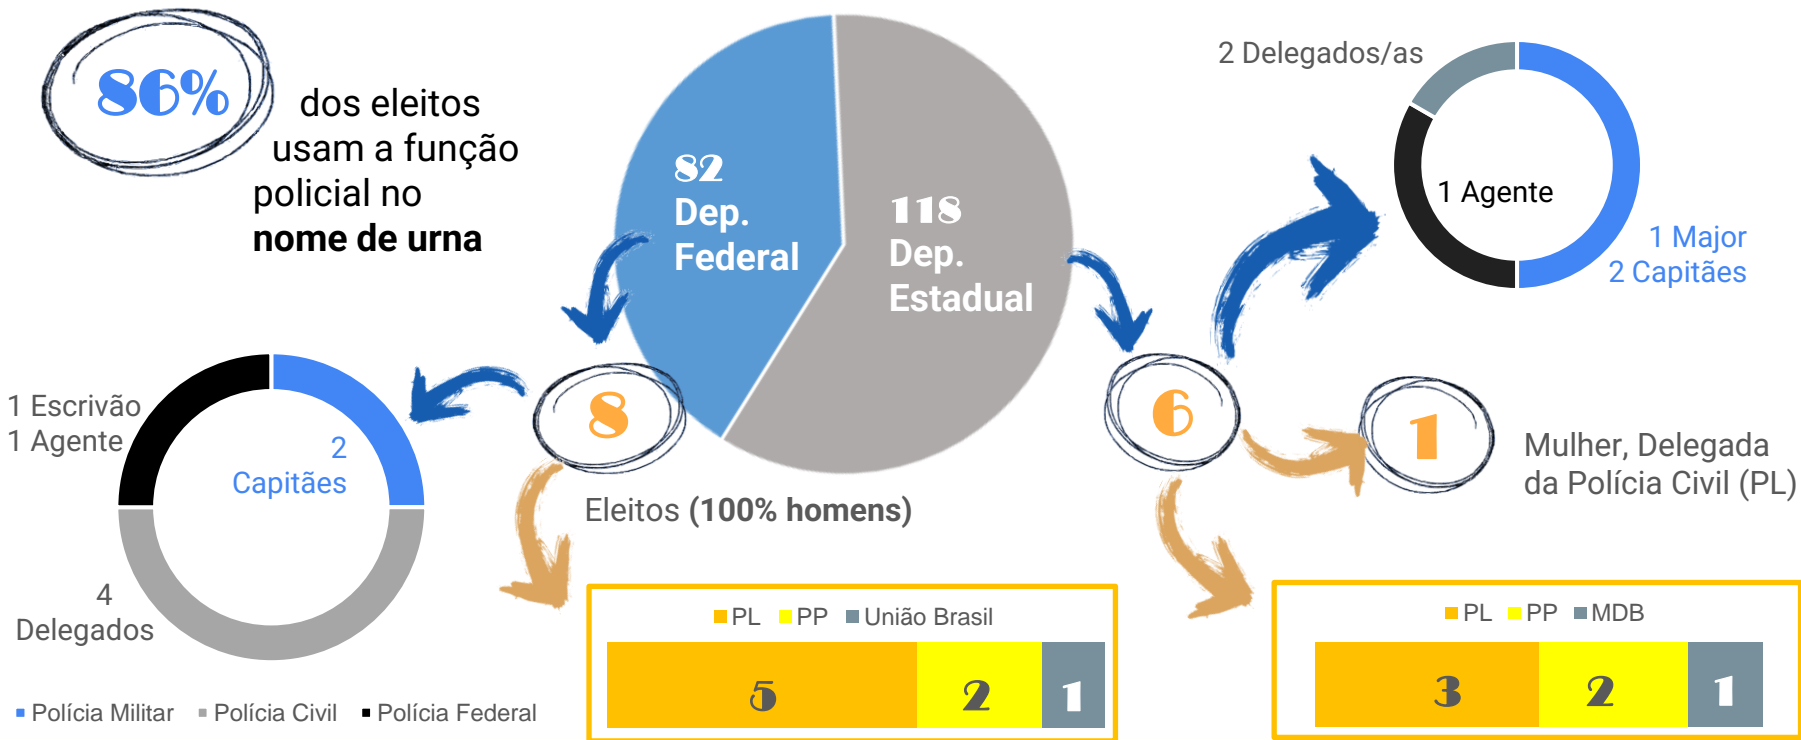 86%
dos eleitos
usam a função
policial no
nome de urna
82
Dep.
Federal
118
Dep.
Estadual
2 Delegados/as
1 Agente
1 Major
2 Capitães
1 Escrivão
1 Agente
2
Capitães
4
Delegados
Polícia Militar Polícia Civil Polícia Federal
8
Eleitos (100% homens)
6
1
Mulher, Delegada
da Polícia Civil (PL)
PL PP União Brasil
5 2 1
PL PP MDB
3 2 1